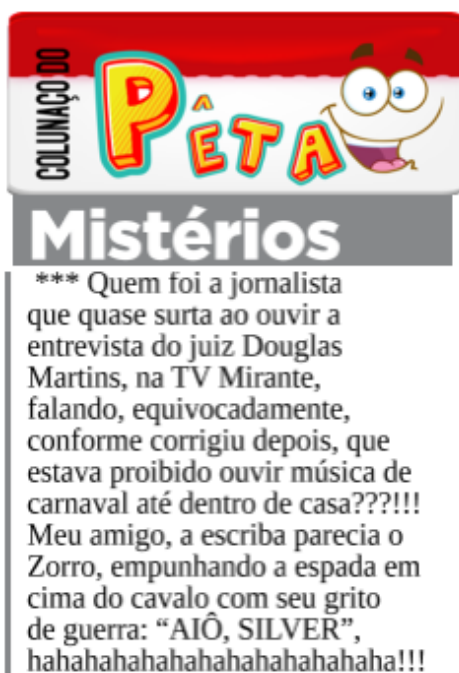 COLUNAÇO DO
PÊTA
Mistérios
*** Quem foi a jornalista
que quase surta ao ouvir a
entrevista do juiz Douglas
Martins, na TV Mirante,
falando, equivocadamente,
conforme corrigiu depois, que
estava proibido ouvir música de
carnaval até dentro de casa???!!!
Meu amigo, a escriba parecia o
Zorro, empunhando a espada em
cima do cavalo com seu grito
de guerra: “AIÔ, SILVER”,
hahahahahahahahahahahaha!!!